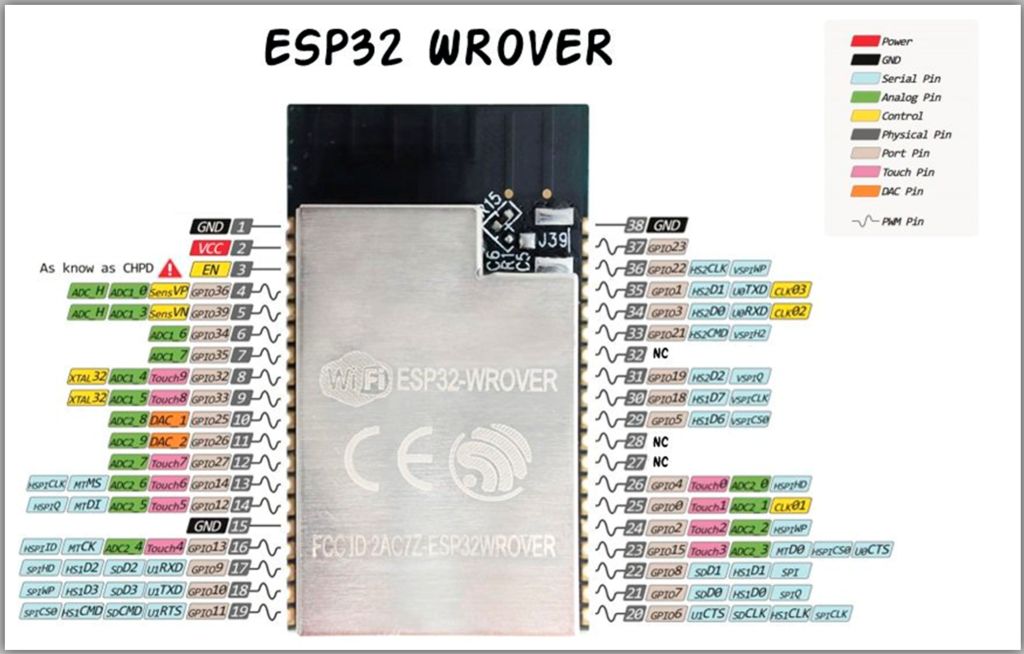 ESP32 WROVER
Power
GND
Serial Pin
Analog Pin
Control
Physical Pin
Port Pin
Touch Pin
DAC Pin
PWM Pin
GND 1
VCC 2
As know as CHPD EN 3
ADC_H ADC1_0 SensVP GPIO36 4
ADC_H ADC1_3 SensVN GPIO39 5
ADC1_6 GPIO34 6
ADC1_7 GPIO35 7
XTAL32 ADC1_4 Touch9 GPIO32 8
XTAL32 ADC1_5 Touch8 GPIO33 9
ADC2_8 DAC_1 GPIO25 10
ADC2_9 DAC_2 GPIO26 11
ADC2_7 Touch7 GPIO27 12
HSPICLK MTMS ADC2_6 Touch6 GPIO14 13
HSPIQ MTDI ADC2_5 Touch5 GPIO12 14
GND 15
HSPIID MTCK ADC2_4 Touch4 GPIO13 16
SPIHD HS1D2 SDD2 U1RXD GPIO9 17
SPIWP HS1D3 SDD3 U1TXD GPIO10 18
SPICS0 HS1CMD SDCMD U1RTS GPIO11 19
R15
C6
R1
C5
J39
WiFi ESP32-WROVER
CE
FCC ID:2AC7Z-ESP32WROVER
38 GND
37 GPIO23
36 GPIO22 HS2CLK VSPIWP
35 GPIO1 HS2D1 U0TXD CLK03
34 GPIO3 HS2D0 U0RXD CLK02
33 GPIO21 HS2CMD VSPIH2
32 NC
31 GPIO19 HS2D2 VSPIQ
30 GPIO18 HS1D7 VSPICLK
29 GPIO5 HS1D6 VSPICS0
28 NC
27 NC
26 GPIO4 Touch0 ADC2_0 HSPIHD
25 GPIO0 Touch1 ADC2_1 CLK01
24 GPIO2 Touch2 ADC2_2 HSPIWP
23 GPIO15 Touch3 ADC2_3 MTD0 HSPICS0 U0CTS
22 GPIO8 SDD1 HS1D1 SPI
21 GPIO7 SDD0 HS1D0 SPIQ
20 GPIO6 U1CTS SDCLK HS1CLK SPICLK